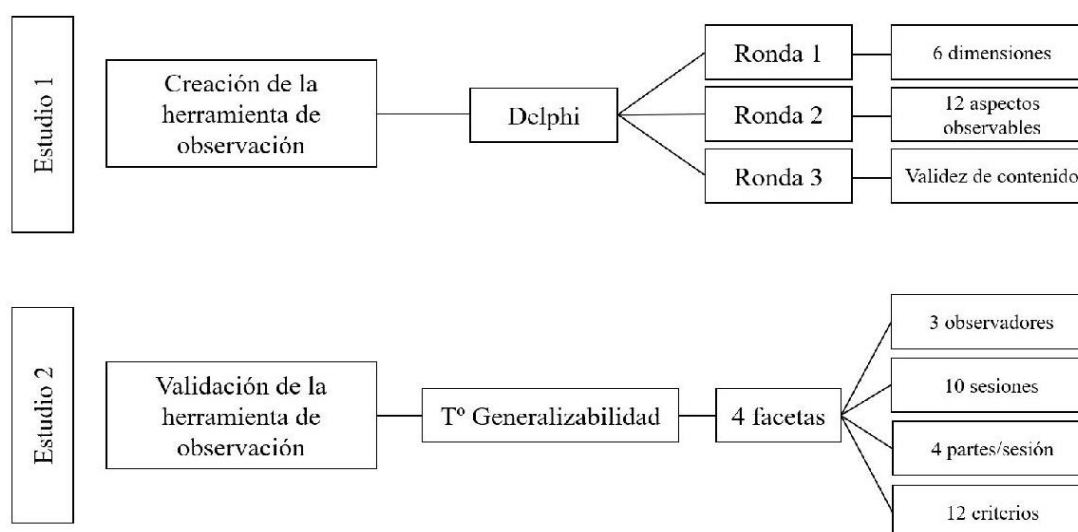 Estudio 1
Creación de la
herramienta de
observación
Delphi
Ronda 1
6 dimensiones
Ronda 2
12 aspectos
observables
Ronda 3
Validez de contenido
Estudio 2
Validación de la
herramienta de
observación
Tº Generalizabilidad
4 facetas
3 observadores
10 sesiones
4 partes/sesión
12 criterios